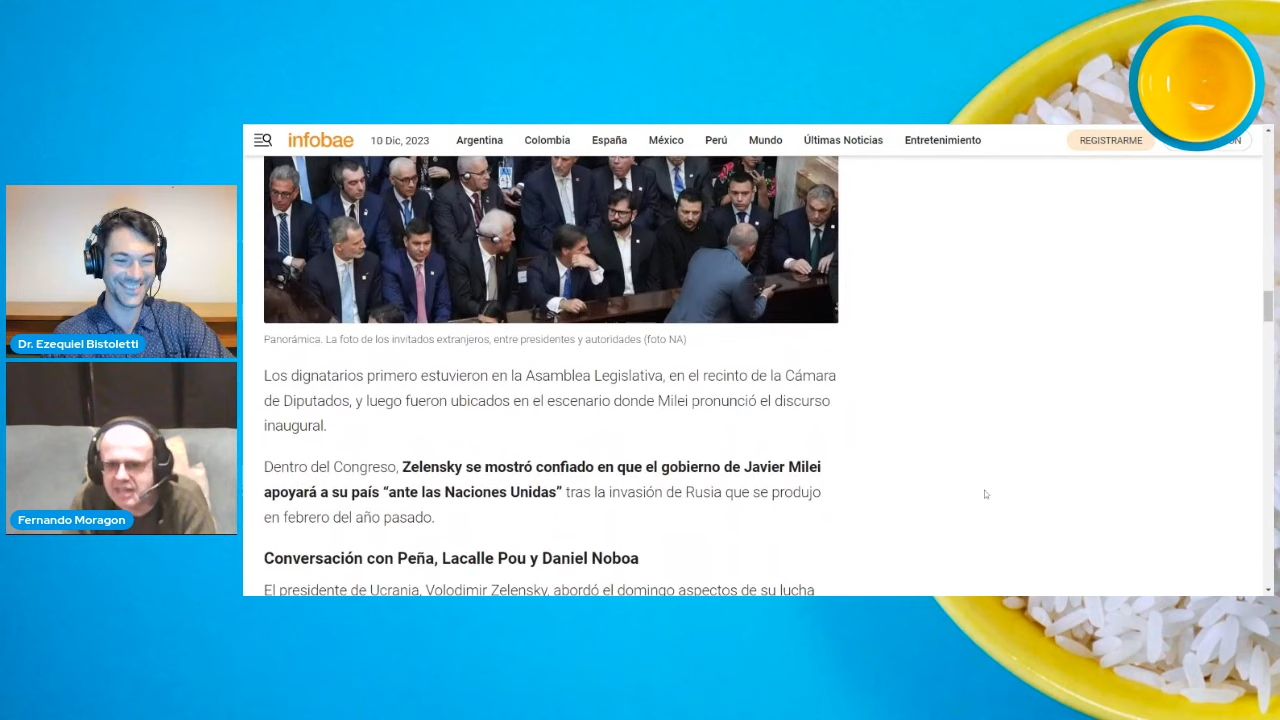 infobae
10 Dic, 2023
Argentina
Colombia
España
México
Perú
Mundo
Últimas Noticias
Entretenimiento
REGISTRARME
Panorámica. La foto de los invitados extranjeros, entre presidentes y autoridades (foto NA)
Los dignatarios primero estuvieron en la Asamblea Legislativa, en el recinto de la Cámara
de Diputados, y luego fueron ubicados en el escenario donde Milei pronunció el discurso
inaugural.
Dentro del Congreso, Zelensky se mostró confiado en que el gobierno de Javier Milei
apoyará a su país “ante las Naciones Unidas” tras la invasión de Rusia que se produjo
en febrero del año pasado.
Conversación con Peña, Lacalle Pou y Daniel Noboa
El presidente de Ucrania, Volodimir Zelensky, abordó el domingo aspectos de su lucha
Dr. Ezequiel Bistoletti
Fernando Moragon